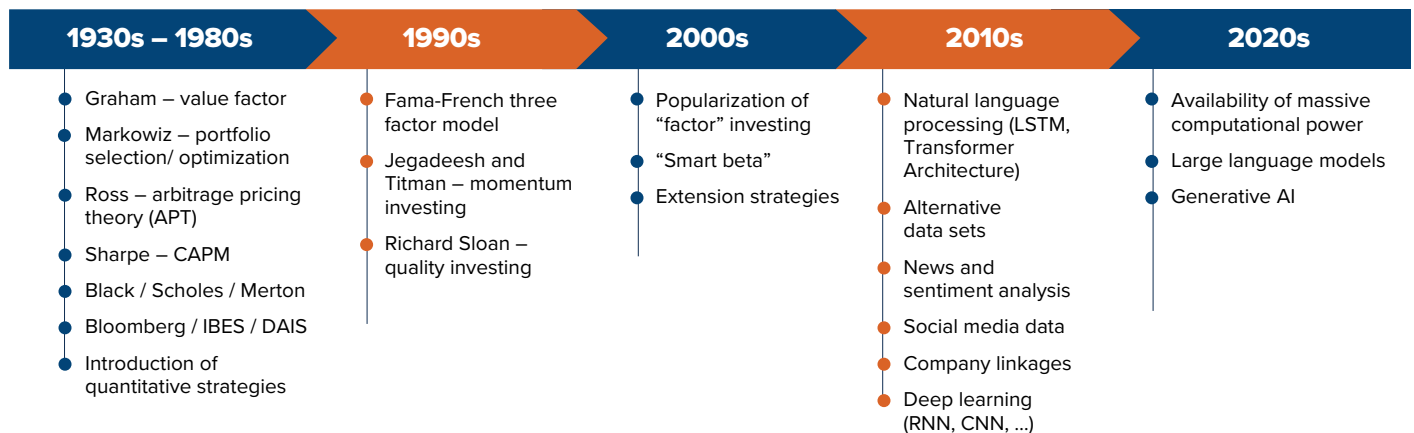 1930s – 1980s
Graham – value factor
Markowiz – portfolio
selection/ optimization
Ross – arbitrage pricing
theory (APT)
Sharpe – CAPM
Black / Scholes / Merton
Bloomberg / IBES / DAIS
Introduction of
quantitative strategies
1990s
Fama-French three
factor model
Jegadeesh and
Titman – momentum
investing
Richard Sloan –
quality investing
2000s
Popularization of
“factor” investing
“Smart beta”
Extension strategies
2010s
Natural language
processing (LSTM,
Transformer
Architecture)
Alternative
data sets
News and
sentiment analysis
Social media data
Company linkages
Deep learning
(RNN, CNN, ...)
2020s
Availability of massive
computational power
Large language models
Generative AI